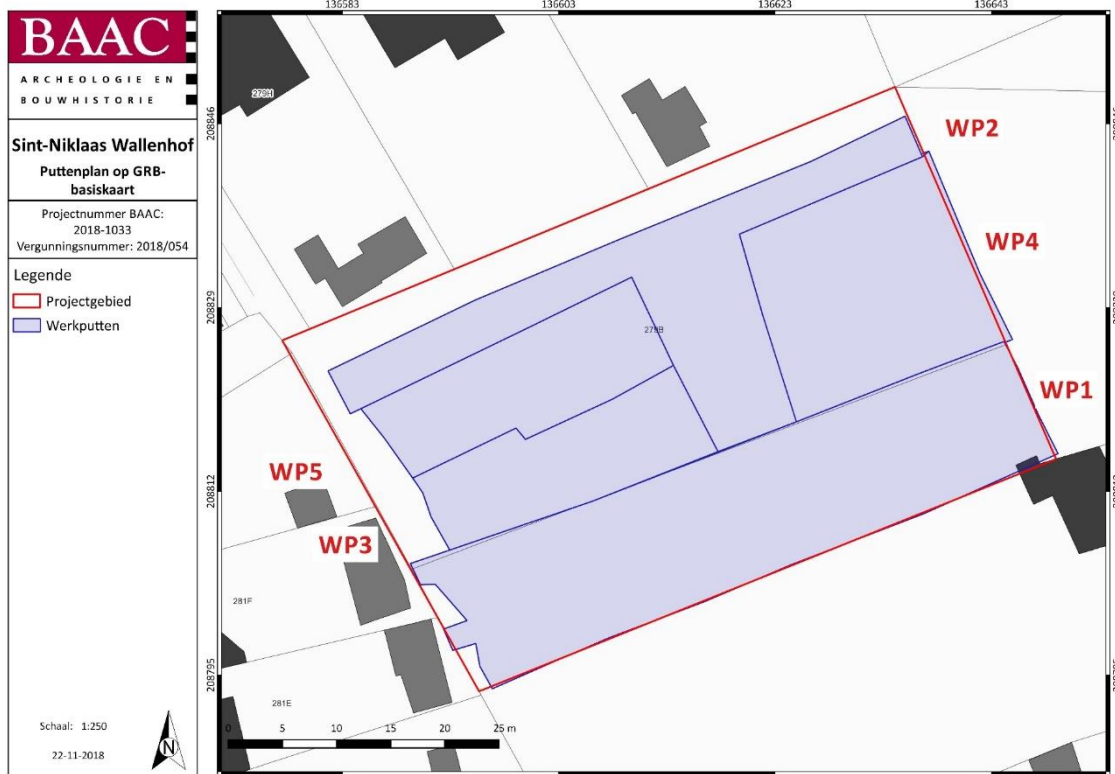 BAAC
ARCHEOLOGIE EN
BOUWHISTORIE
Sint-Niklaas Wallenhof
Puttenplan op GRB-
basiskaart
Projectnummer BAAC:
2018-1033
Vergunningsnummer: 2018/054
Legende
Projectgebied
Werkputten
Schaal: 1:250
22-11-2018
N
136583 136603 136623 136643
208846
208829
208812
208795
208846
208812
279H
279B
281F
281E
WP2
WP4
WP1
WP5
WP3
0 5 10 15 20 25 m